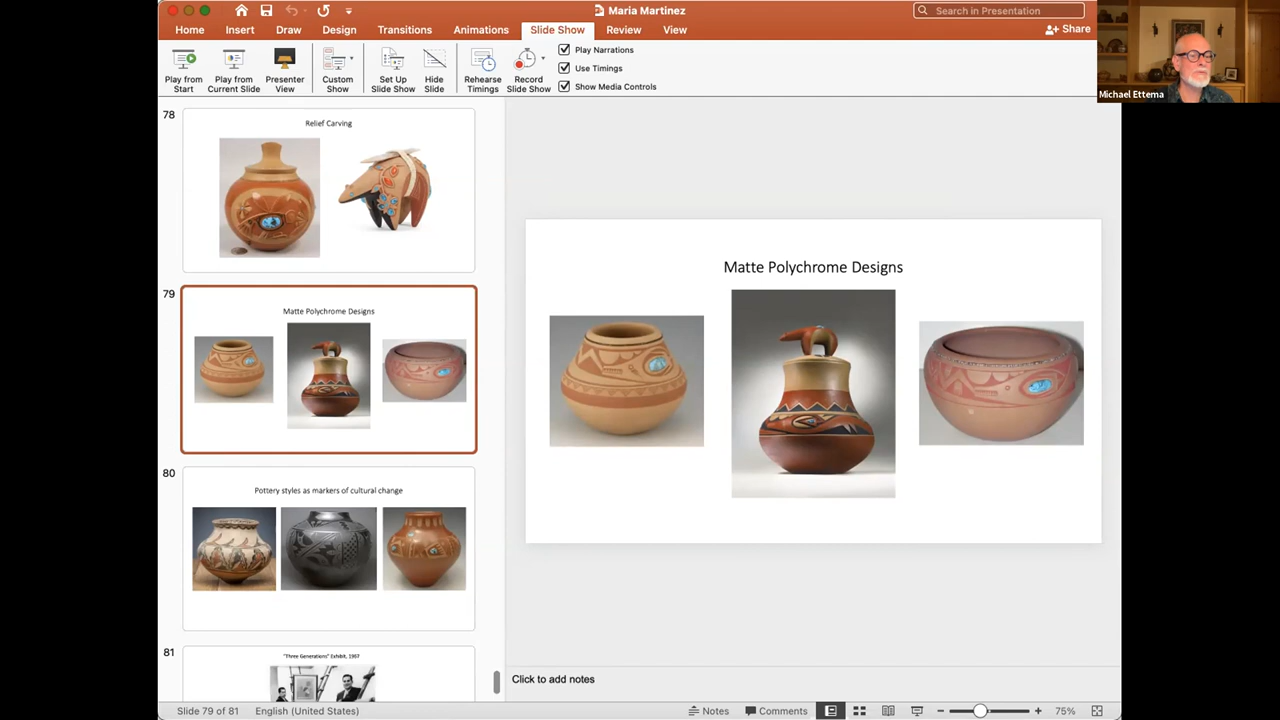 Maria Martinez
Search in Presentation
Home
Insert
Draw
Design
Transitions
Animations
Slide Show
Review
View
Share
Play from
Start
Play from
Current Slide
Presenter
View
Custom
Show
Set Up
Slide Show
Hide
Slide
Rehearse
Timings
Record
Slide Show
Play Narrations
Use Timings
Show Media Controls
Michael Ettema
78
Relief Carving
79
Matte Polychrome Designs
80
Pottery styles as markers of cultural change
81
"Three Generations" Exhibit, 1967
Matte Polychrome Designs
Click to add notes
Slide 79 of 81
English (United States)
Notes
Comments
75%